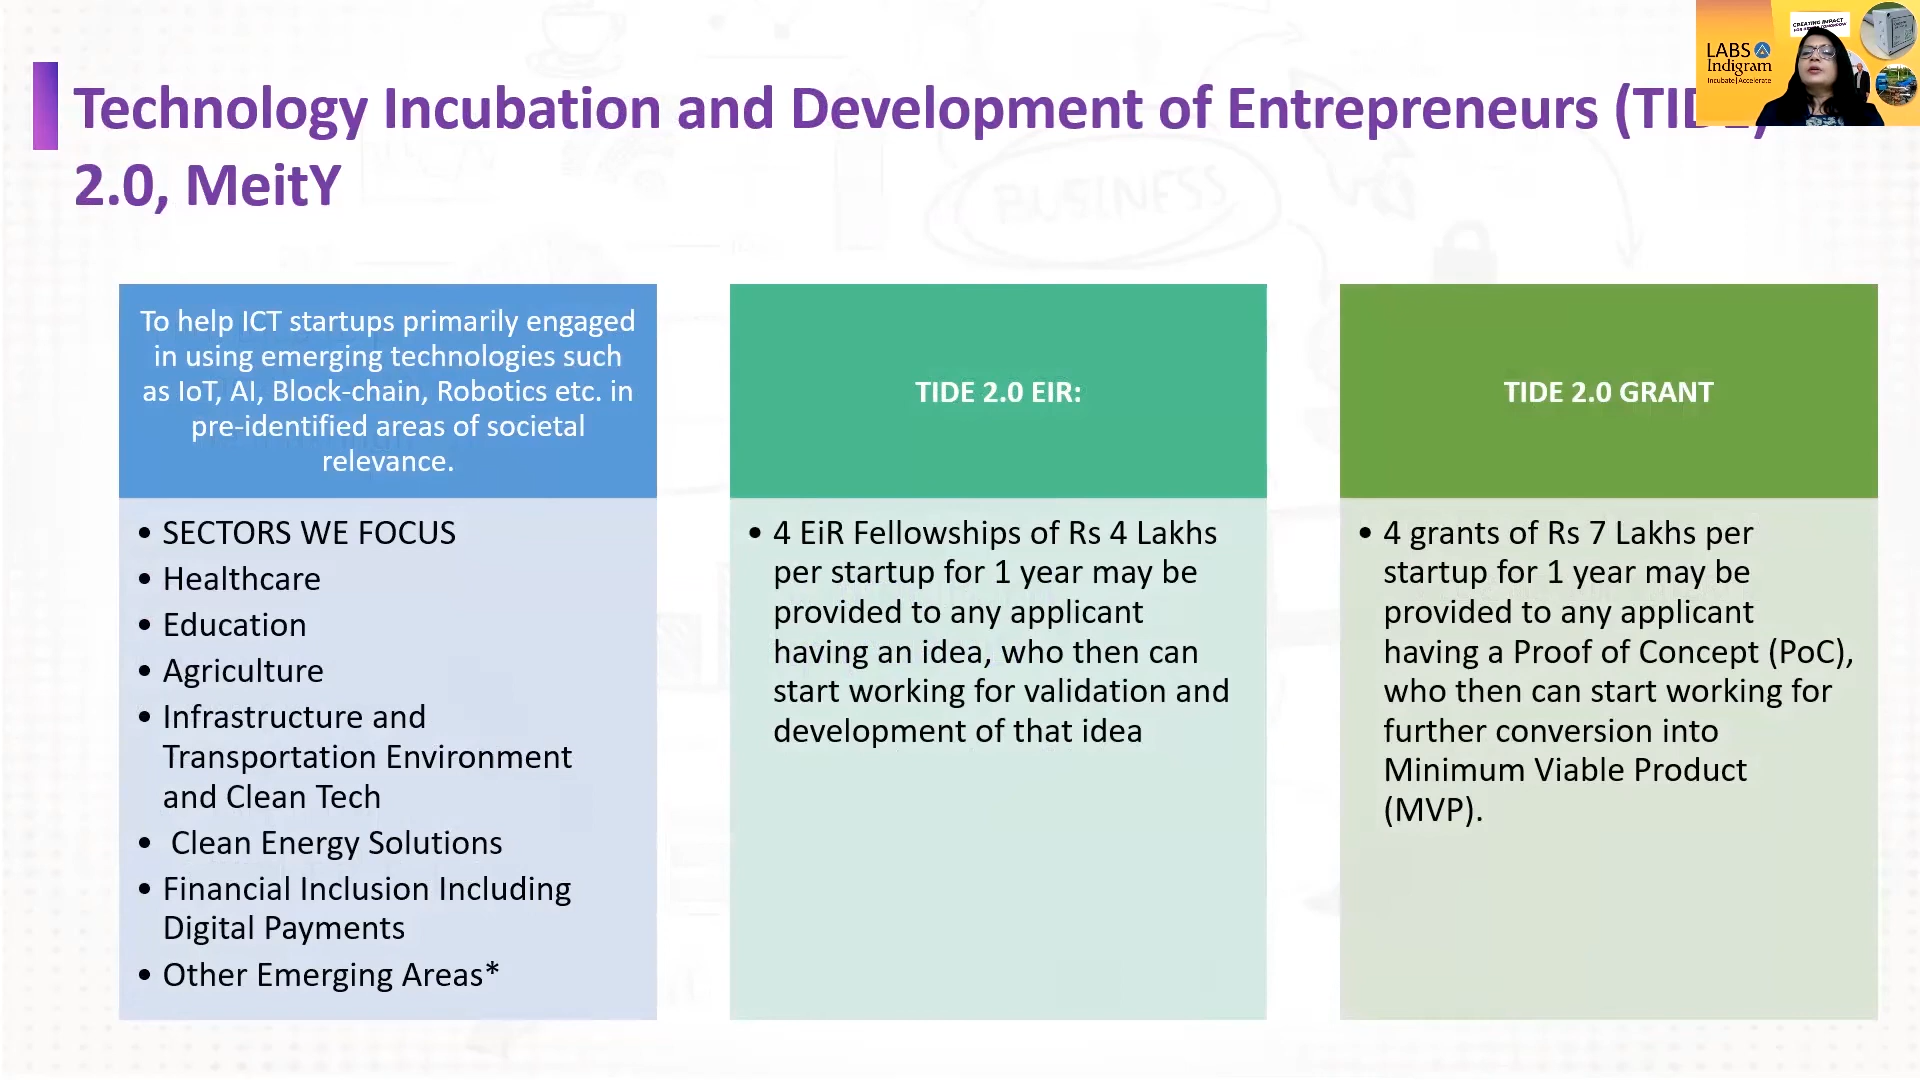 Technology Incubation and Development of Entrepreneurs (TIDE)
2.0, MeitY
CREATING IMPACT
LABS
Indigram
Incubate | Accelerate
BUSINESS
To help ICT startups primarily engaged
in using emerging technologies such
as IoT, AI, Block-chain, Robotics etc. in
pre-identified areas of societal
relevance.
• SECTORS WE FOCUS
• Healthcare
• Education
• Agriculture
• Infrastructure and
Transportation Environment
and Clean Tech
• Clean Energy Solutions
• Financial Inclusion Including
Digital Payments
• Other Emerging Areas*
TIDE 2.0 EIR:
• 4 EiR Fellowships of Rs 4 Lakhs
per startup for 1 year may be
provided to any applicant
having an idea, who then can
start working for validation and
development of that idea
TIDE 2.0 GRANT
• 4 grants of Rs 7 Lakhs per
startup for 1 year may be
provided to any applicant
having a Proof of Concept (PoC),
who then can start working for
further conversion into
Minimum Viable Product
(MVP).